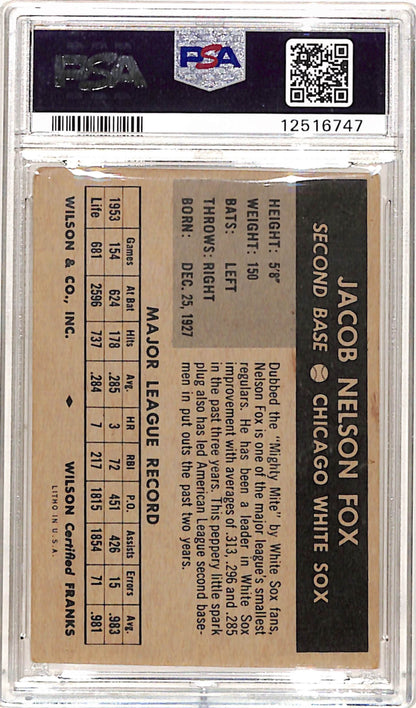 PSA
PSA
12516747
JACOB NELSON FOX
SECOND BASE CHICAGO WHITE SOX
HEIGHT: 5'8"
WEIGHT: 150
BATS: LEFT
THROWS: RIGHT
BORN: DEC. 25, 1927
Dubbed the "Mighty Mite" by White Sox fans,
Nelson Fox is one of the major league's smallest
regulars. He has been a leader in White Sox
improvement with averages of .313, .296 and .285
in the past three years. This peppery little spark
plug also has led American League second base-
men in put outs the past two years.
MAJOR LEAGUE RECORD
Games At Bat Hits Avg. HR RBI P.O. Assists Errors Avg.
1953 154 624 178 .285 3 72 451 426 15 .983
Life 681 2596 737 .284 7 217 1815 1854 71 .981
WILSON & CO., INC. ♦ WILSON Certified FRANKS
LITHO IN U.S.A.